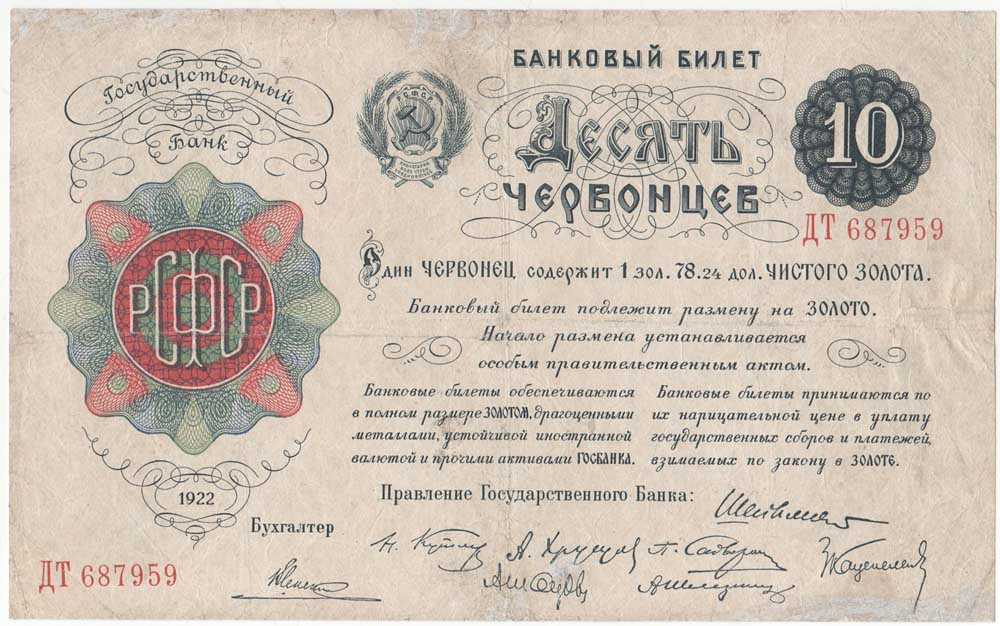 Государственный
Банк
Р.С.Ф.С.Р.
БАНКОВЫЙ БИЛЕТ
ДЕСЯТЬ
ЧЕРВОНЦЕВ
10
ДТ 687959
РСФСР
Один ЧЕРВОНЕЦ содержит 1 зол. 78.24 дол. ЧИСТОГО ЗОЛОТА.
Банковый билет подлежит размену на ЗОЛОТО.
Начало размена устанавливается
особым правительственным актом.
Банковые билеты обеспечиваются
в полном размере ЗОЛОТОМ, драгоценными
металлами, устойчивой иностранной
валютой и прочими активами ГОСБАНКА.
Банковые билеты принимаются по
их нарицательной цене в уплату
государственных сборов и платежей,
взимаемых по закону в ЗОЛОТЕ.
1922
Правление Государственного Банка:
Бухгалтер
ДТ 687959